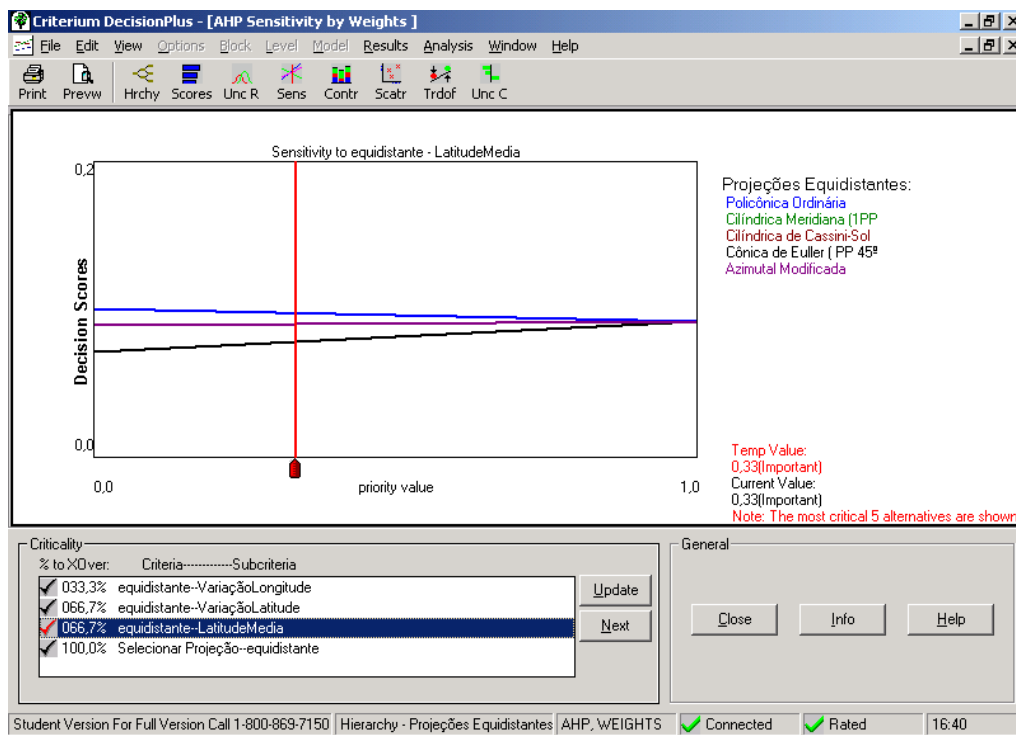 Criterium DecisionPlus - [AHP Sensitivity by Weights ]
File Edit View Options Block Level Model Results Analysis Window Help
Print Prevw Hrchy Scores Unc R Sens Contr Scatr Trdof Unc C
Sensitivity to equidistante - LatitudeMedia
0,2
Decision Scores
0,0
0,0 priority value 1,0
Projeções Equidistantes:
Policônica Ordinária
Cilíndrica Meridiana (1PP
Cilíndrica de Cassini-Sol
Cônica de Euller ( PP 45º
Azimutal Modificada
Temp Value:
0,33(Important)
Current Value:
0,33(Important)
Note: The most critical 5 alternatives are shown
Criticality
% to XOver: Criteria------------Subcriteria
033,3% equidistante--VariaçãoLongitude
066,7% equidistante--VariaçãoLatitude
066,7% equidistante--LatitudeMedia
100,0% Selecionar Projeção--equidistante
Update
Next
General
Close Info Help
Student Version For Full Version Call 1-800-869-7150 Hierarchy - Projeções Equidistantes AHP, WEIGHTS Connected Rated 16:40